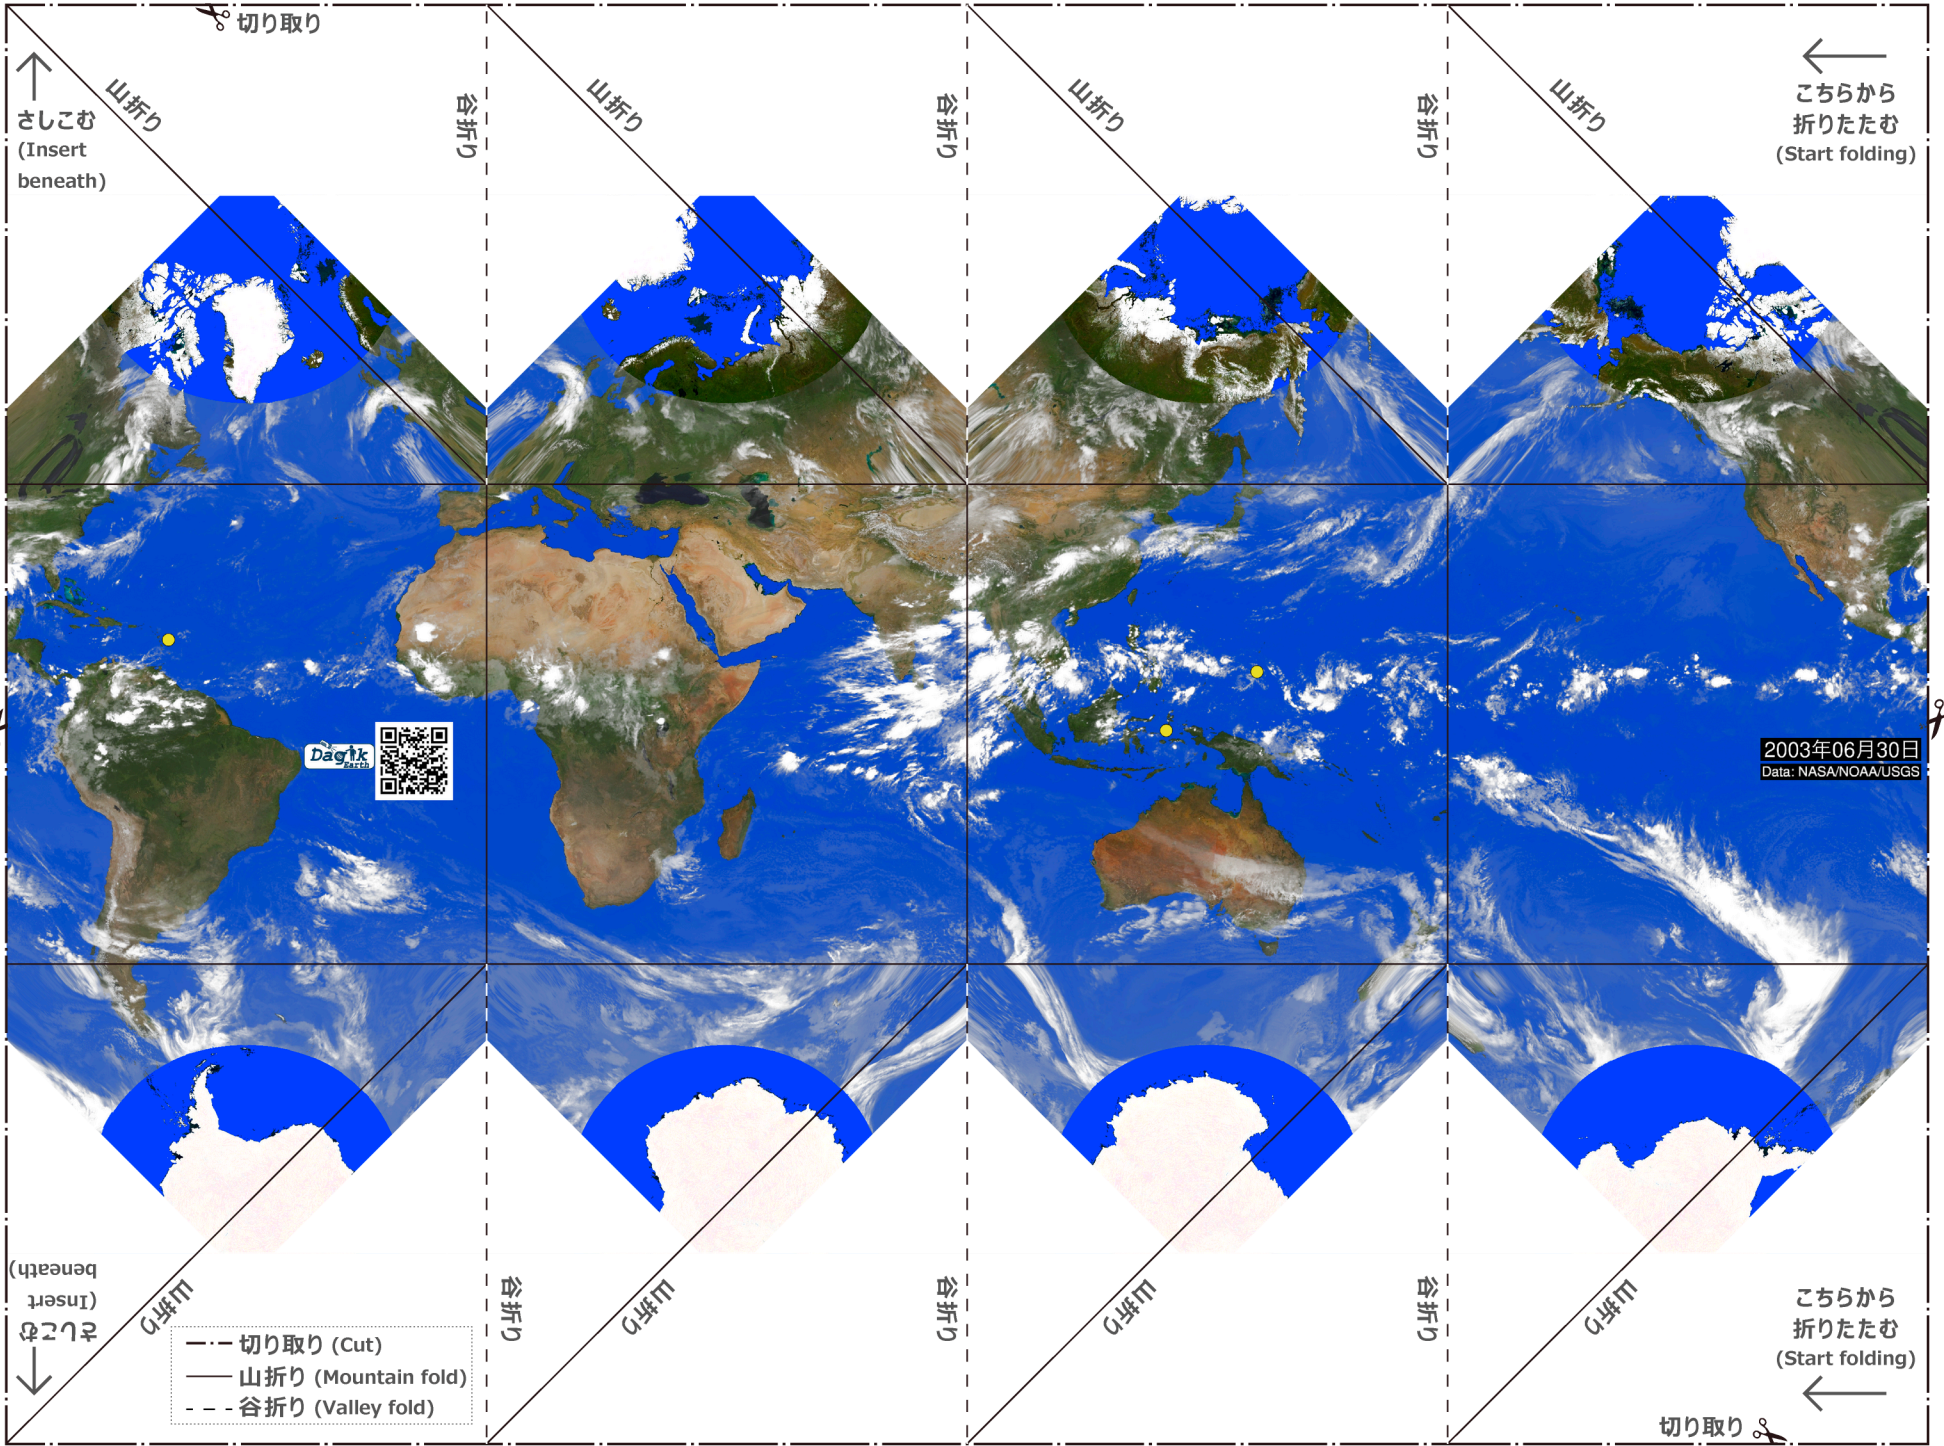 切り取り
山折り
谷折り
山折り
谷折り
山折り
谷折り
山折り
さしこむ
(Insert
beneath)
こちらから
折りたたむ
(Start folding)
Dagik
Earth
2003年06月30日
Data: NASA/NOAA/USGS
さしこむ
(Insert
beneath)
山折り
谷折り
山折り
谷折り
山折り
谷折り
山折り
こちらから
折りたたむ
(Start folding)
切り取り (Cut)
山折り (Mountain fold)
谷折り (Valley fold)
切り取り